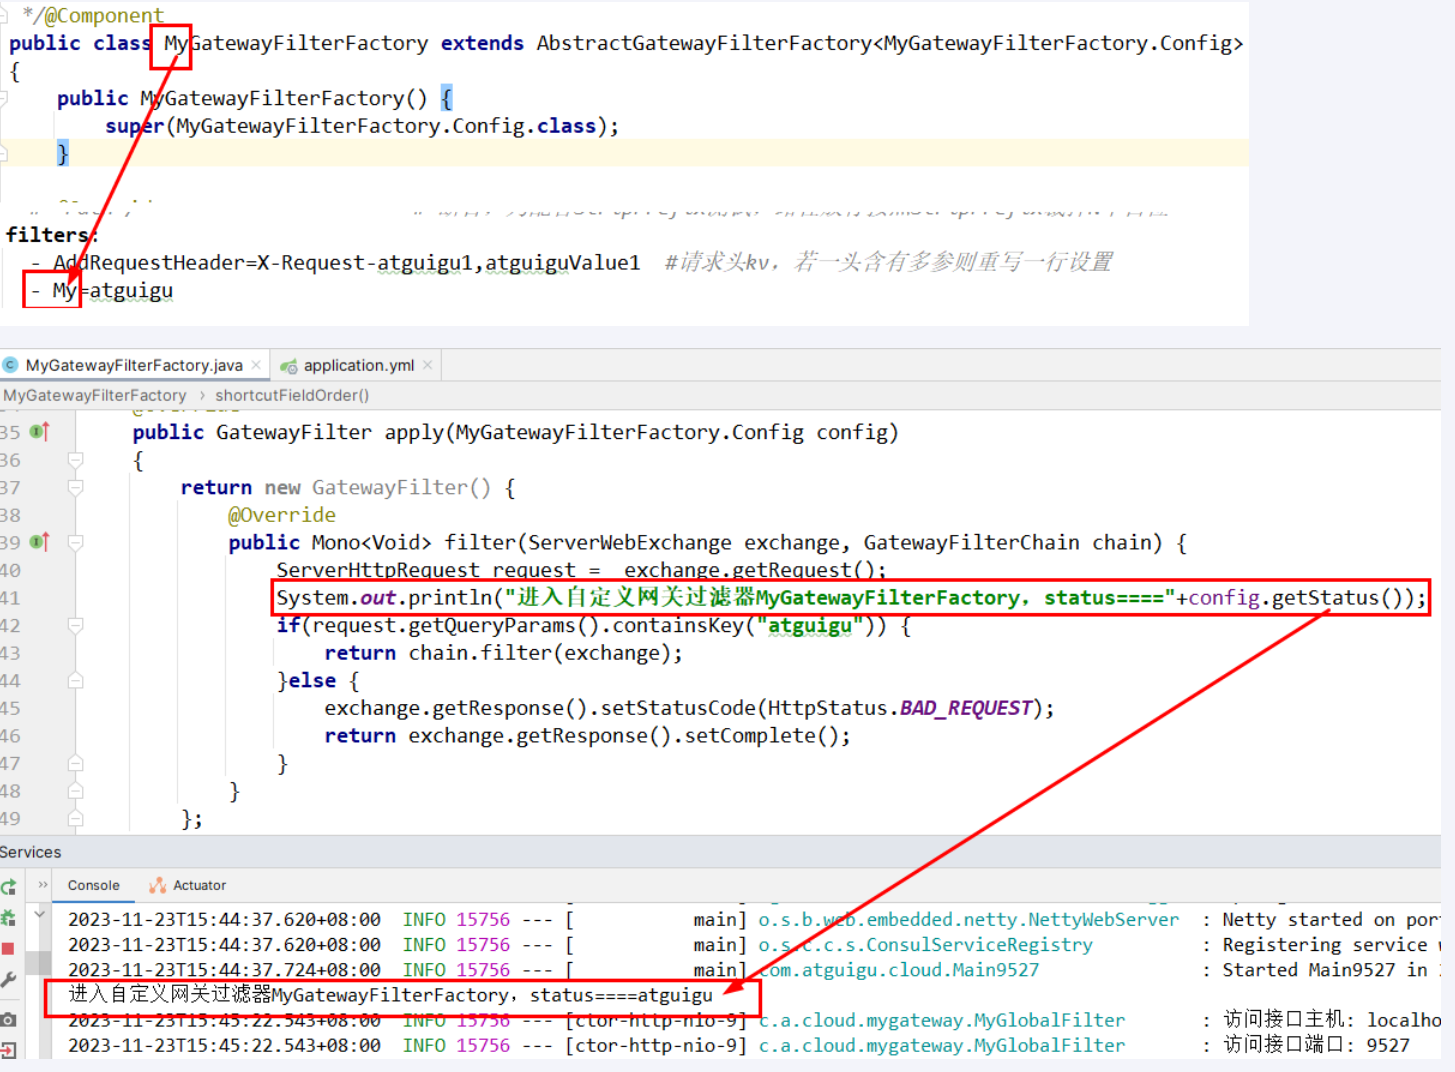 */@Component
public class MyGatewayFilterFactory extends AbstractGatewayFilterFactory<MyGatewayFilterFactory.Config>
{
public MyGatewayFilterFactory() {
super(MyGatewayFilterFactory.Config.class);
}
filters:
- AddRequestHeader=X-Request-atguigu1,atguiguValue1 #请求头kv，若一头含有多参则重写一行设置
- My=atguigu
MyGatewayFilterFactory.java × application.yml ×
MyGatewayFilterFactory › shortcutFieldOrder()
@Override
35 public GatewayFilter apply(MyGatewayFilterFactory.Config config)
36 {
37 return new GatewayFilter() {
38 @Override
39 public Mono<Void> filter(ServerWebExchange exchange, GatewayFilterChain chain) {
40 ServerHttpRequest request = exchange.getRequest();
41 System.out.println("进入自定义网关过滤器MyGatewayFilterFactory，status===="+config.getStatus());
42 if(request.getQueryParams().containsKey("atguigu")) {
43 return chain.filter(exchange);
44 }else {
45 exchange.getResponse().setStatusCode(HttpStatus.BAD_REQUEST);
46 return exchange.getResponse().setComplete();
47 }
48 }
49 };
Services
Console Actuator
2023-11-23T15:44:37.620+08:00 INFO 15756 --- [ main] o.s.b.web.embedded.netty.NettyWebServer : Netty started on por
2023-11-23T15:44:37.620+08:00 INFO 15756 --- [ main] o.s.c.c.s.ConsulServiceRegistry : Registering service
2023-11-23T15:44:37.724+08:00 INFO 15756 --- [ main] com.atguigu.cloud.Main9527 : Started Main9527 in
进入自定义网关过滤器MyGatewayFilterFactory，status====atguigu
2023-11-23T15:45:22.543+08:00 INFO 15756 --- [ctor-http-nio-9] c.a.cloud.mygateway.MyGlobalFilter : 访问接口主机: localho
2023-11-23T15:45:22.543+08:00 INFO 15756 --- [ctor-http-nio-9] c.a.cloud.mygateway.MyGlobalFilter : 访问接口端口: 9527